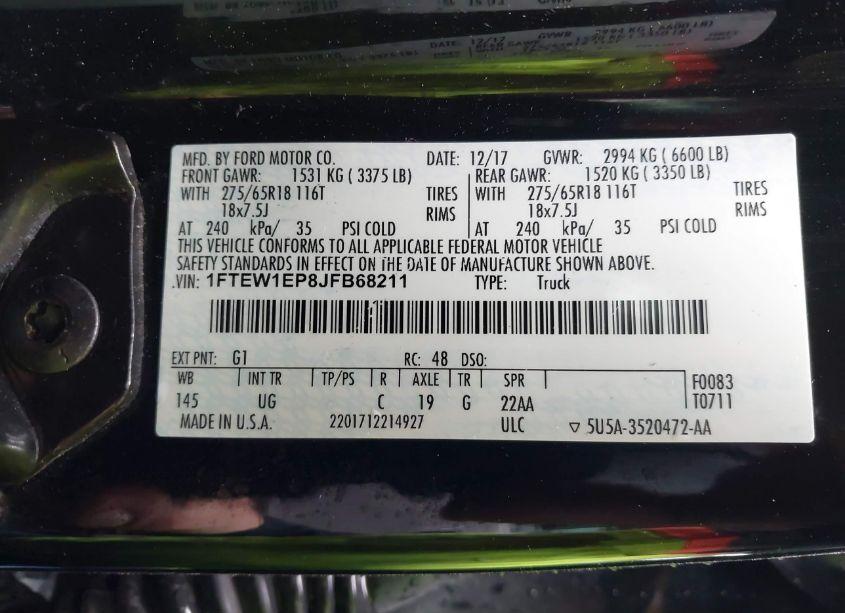 MFD. BY FORD MOTOR CO. DATE: 12/17 GVWR: 2994 KG ( 6600 LB)
FRONT GAWR: 1531 KG ( 3375 LB) REAR GAWR: 1520 KG ( 3350 LB)
WITH 275/65R18 116T TIRES WITH 275/65R18 116T TIRES
18x7.5J RIMS 18x7.5J RIMS
AT 240 kPa/ 35 PSI COLD AT 240 kPa/ 35 PSI COLD
THIS VEHICLE CONFORMS TO ALL APPLICABLE FEDERAL MOTOR VEHICLE
SAFETY STANDARDS IN EFFECT ON THE DATE OF MANUFACTURE SHOWN ABOVE.
VIN: 1FTEW1EP8JFB68211 TYPE: Truck
EXT PNT: G1 RC: 48 DSO:
WB INT TR TP/PS R AXLE TR SPR F0083
145 UG C 19 G 22AA T0711
MADE IN U.S.A. 2201712214927 ULC ▽ 5U5A-3520472-AA